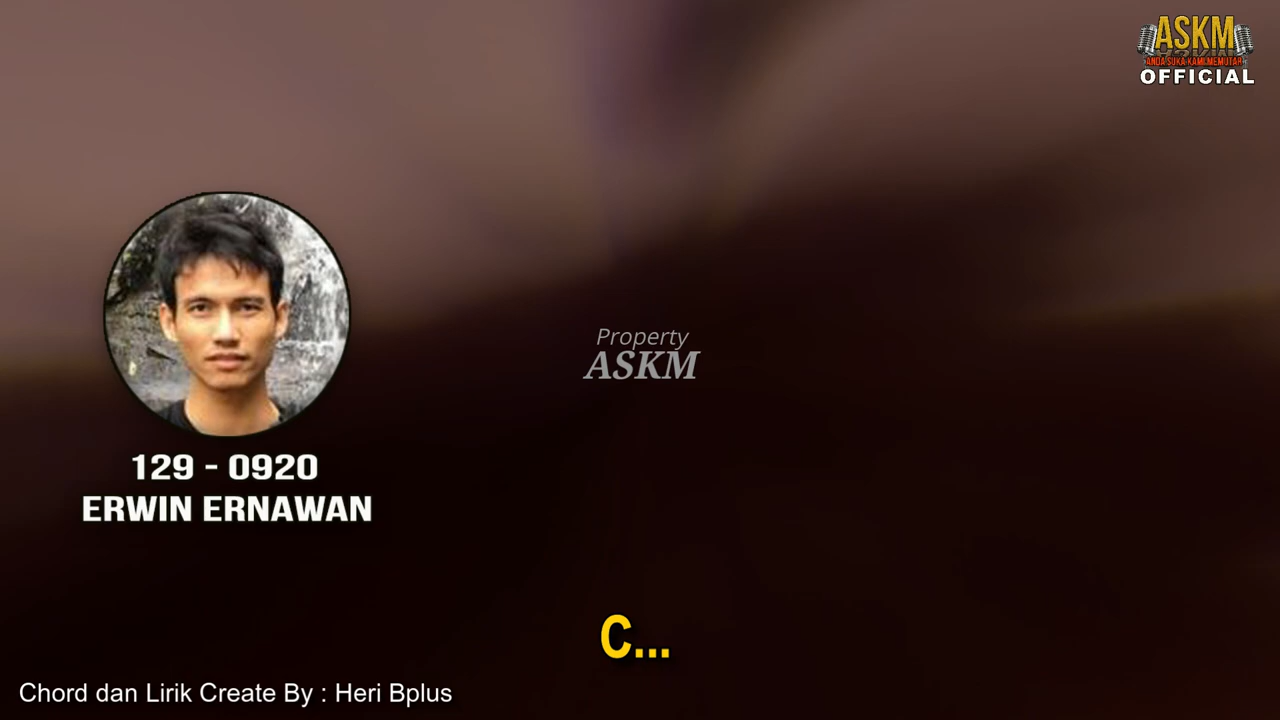 ASKM
ANDA SUKA KAMI MEMUTAR
OFFICIAL
Property
ASKM
129 - 0920
ERWIN ERNAWAN
C...
Chord dan Lirik Create By : Heri Bplus